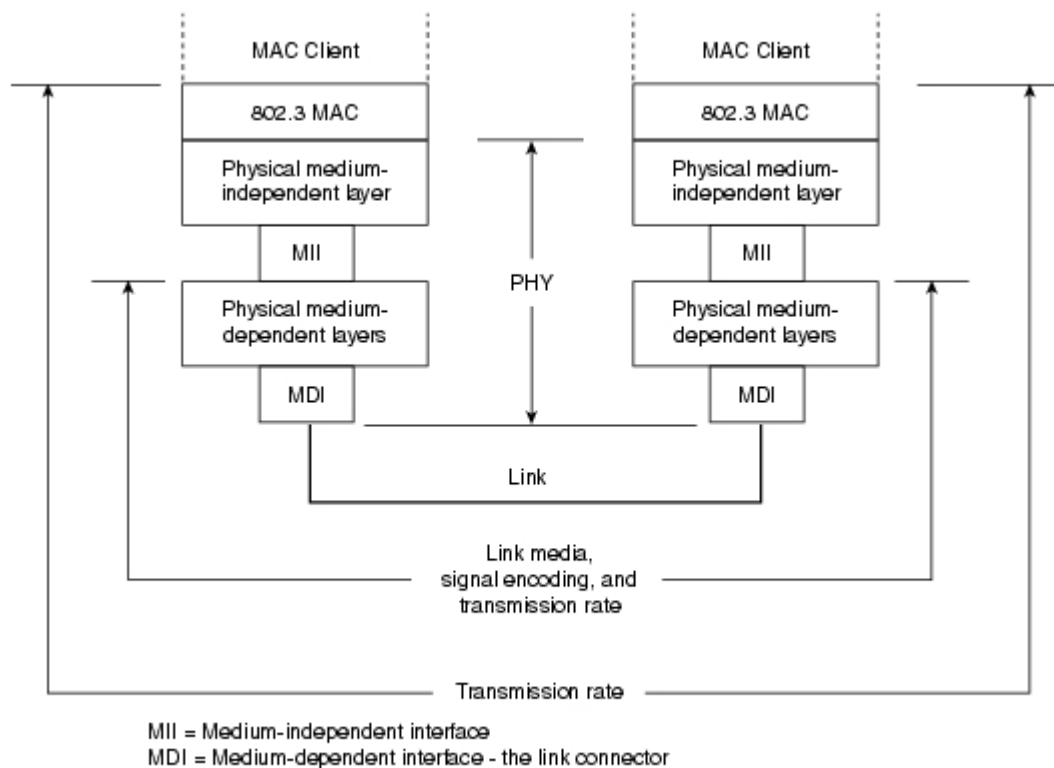 MAC Client
MAC Client
802.3 MAC
802.3 MAC
Physical medium-
independent layer
Physical medium-
independent layer
MII
PHY
MII
Physical medium-
dependent layers
Physical medium-
dependent layers
MDI
MDI
Link
Link media,
signal encoding, and
transmission rate
Transmission rate
MII = Medium-independent interface
MDI = Medium-dependent interface - the link connector